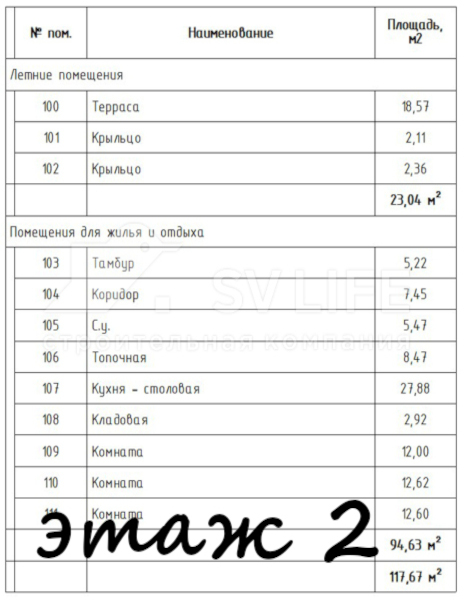 № пом. Наименование Площадь, м2
Летние помещения
100 Терраса 18,57
101 Крыльцо 2,11
102 Крыльцо 2,36
23,04 м²
Помещения для жилья и отдыха
SV LIFE
строительная компания
103 Тамбур 5,22
104 Коридор 7,45
105 С.у. 5,47
106 Топочная 8,47
107 Кухня - столовая 27,88
108 Кладовая 2,92
109 Комната 12,00
110 Комната 12,62
111 Комната 12,60
этаж 2
94,63 м²
117,67 м²